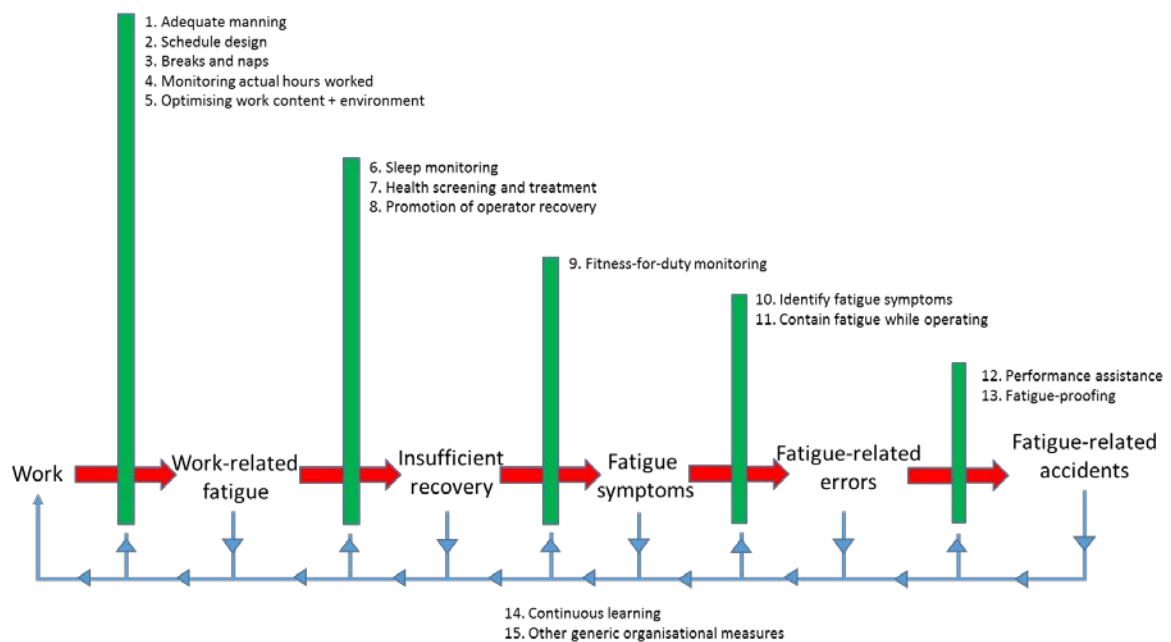 1. Adequate manning
2. Schedule design
3. Breaks and naps
4. Monitoring actual hours worked
5. Optimising work content + environment
6. Sleep monitoring
7. Health screening and treatment
8. Promotion of operator recovery
9. Fitness-for-duty monitoring
10. Identify fatigue symptoms
11. Contain fatigue while operating
12. Performance assistance
13. Fatigue-proofing
Work
Work-related
fatigue
Insufficient
recovery
Fatigue
symptoms
Fatigue-related
errors
Fatigue-related
accidents
14. Continuous learning
15. Other generic organisational measures